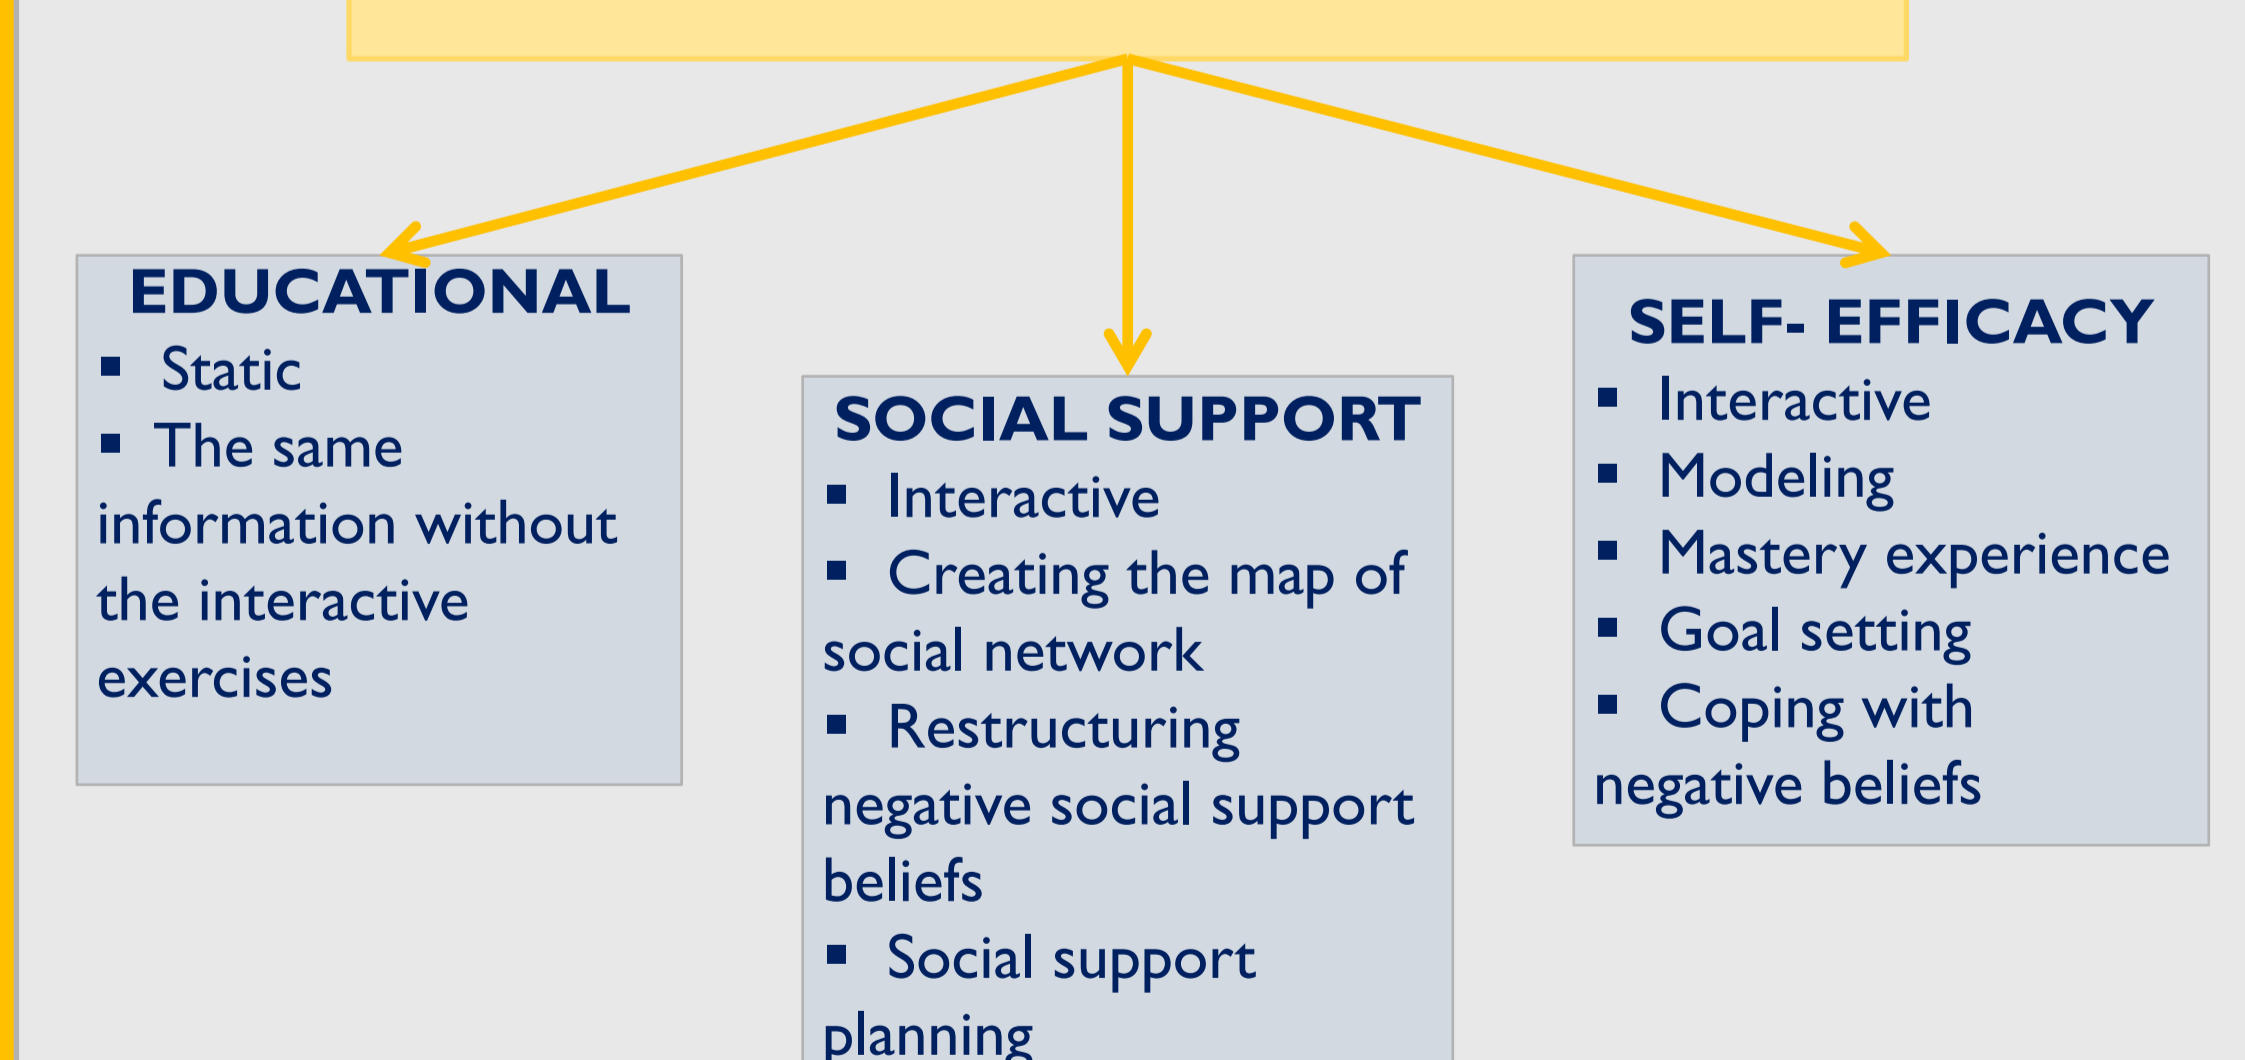 EDUCATIONAL
▪ Static
▪ The same
information without
the interactive
exercises
SOCIAL SUPPORT
▪ Interactive
▪ Creating the map of
social network
▪ Restructuring
negative social support
beliefs
▪ Social support
planning
SELF- EFFICACY
▪ Interactive
▪ Modeling
▪ Mastery experience
▪ Goal setting
▪ Coping with
negative beliefs